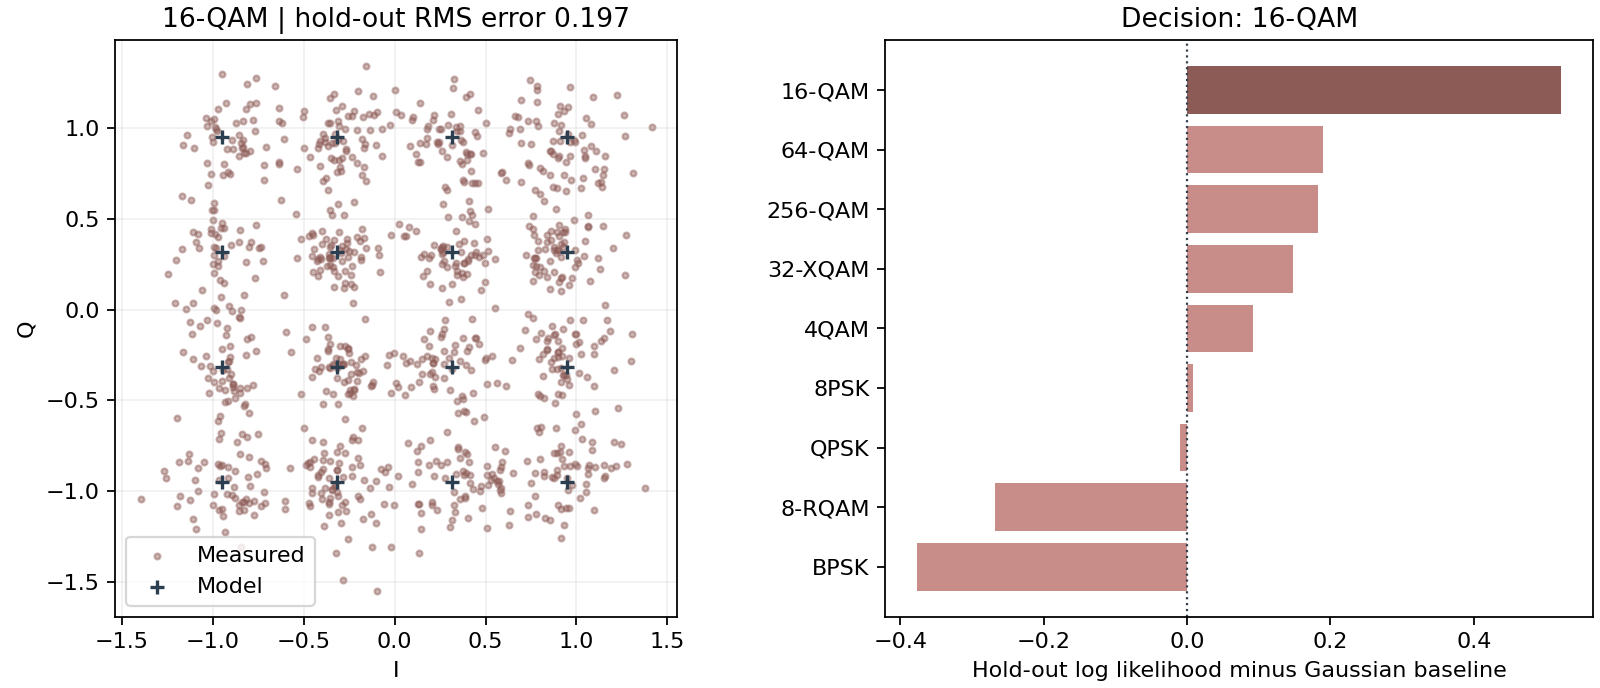 16-QAM | hold-out RMS error 0.197
Q
1.0
0.5
0.0
−0.5
−1.0
−1.5
Measured
Model
−1.5
−1.0
−0.5
0.0
0.5
1.0
1.5
I
Decision: 16-QAM
16-QAM
64-QAM
256-QAM
32-XQAM
4QAM
8PSK
QPSK
8-RQAM
BPSK
−0.4
−0.2
0.0
0.2
0.4
Hold-out log likelihood minus Gaussian baseline